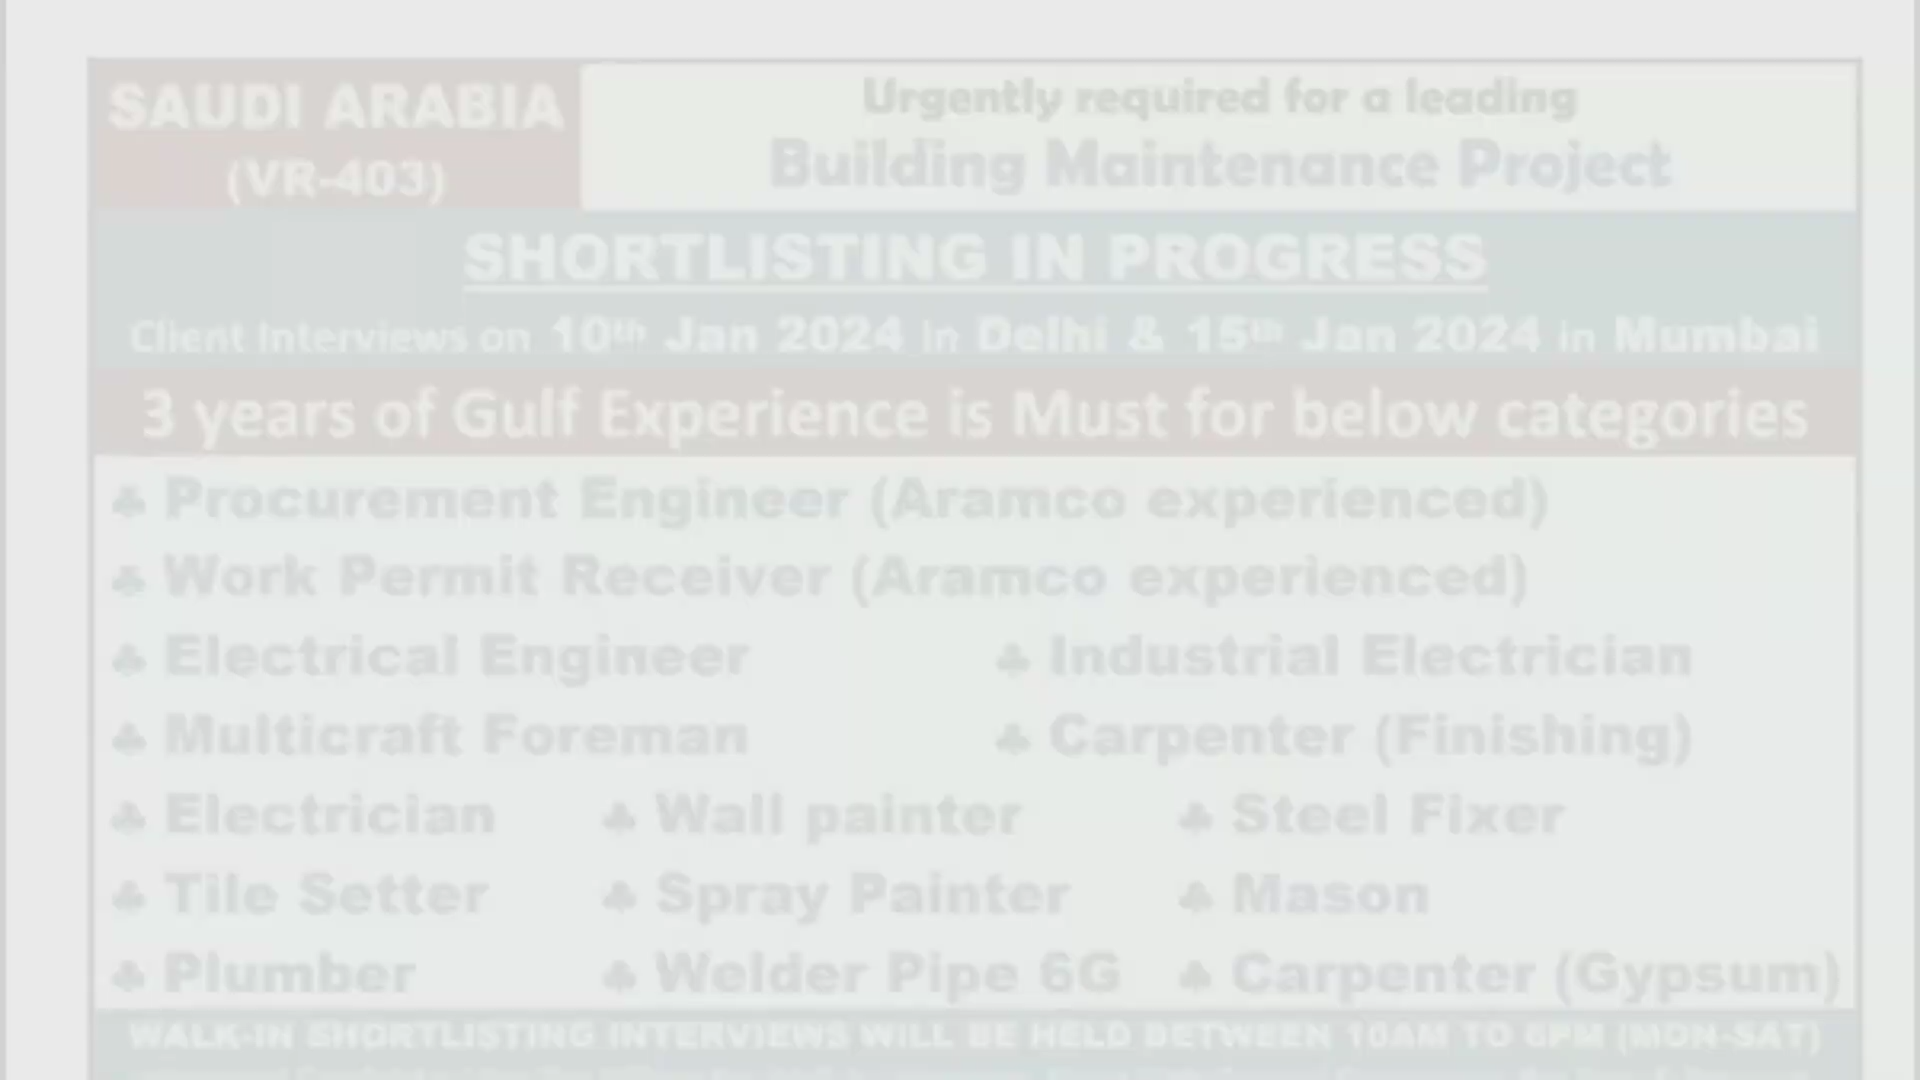 SAUDI ARABIA
(VR-403)
Urgently required for a leading
Building Maintenance Project
SHORTLISTING IN PROGRESS
Client Interviews on 10th Jan 2024 in Delhi & 15th Jan 2024 in Mumbai
3 years of Gulf Experience is Must for below categories
♣ Procurement Engineer (Aramco experienced)
♣ Work Permit Receiver (Aramco experienced)
♣ Electrical Engineer ♣ Industrial Electrician
♣ Multicraft Foreman ♣ Carpenter (Finishing)
♣ Electrician ♣ Wall painter ♣ Steel Fixer
♣ Tile Setter ♣ Spray Painter ♣ Mason
♣ Plumber ♣ Welder Pipe 6G ♣ Carpenter (Gypsum)
WALK-IN SHORTLISTING INTERVIEWS WILL BE HELD BETWEEN 10AM TO 6PM (MON-SAT)